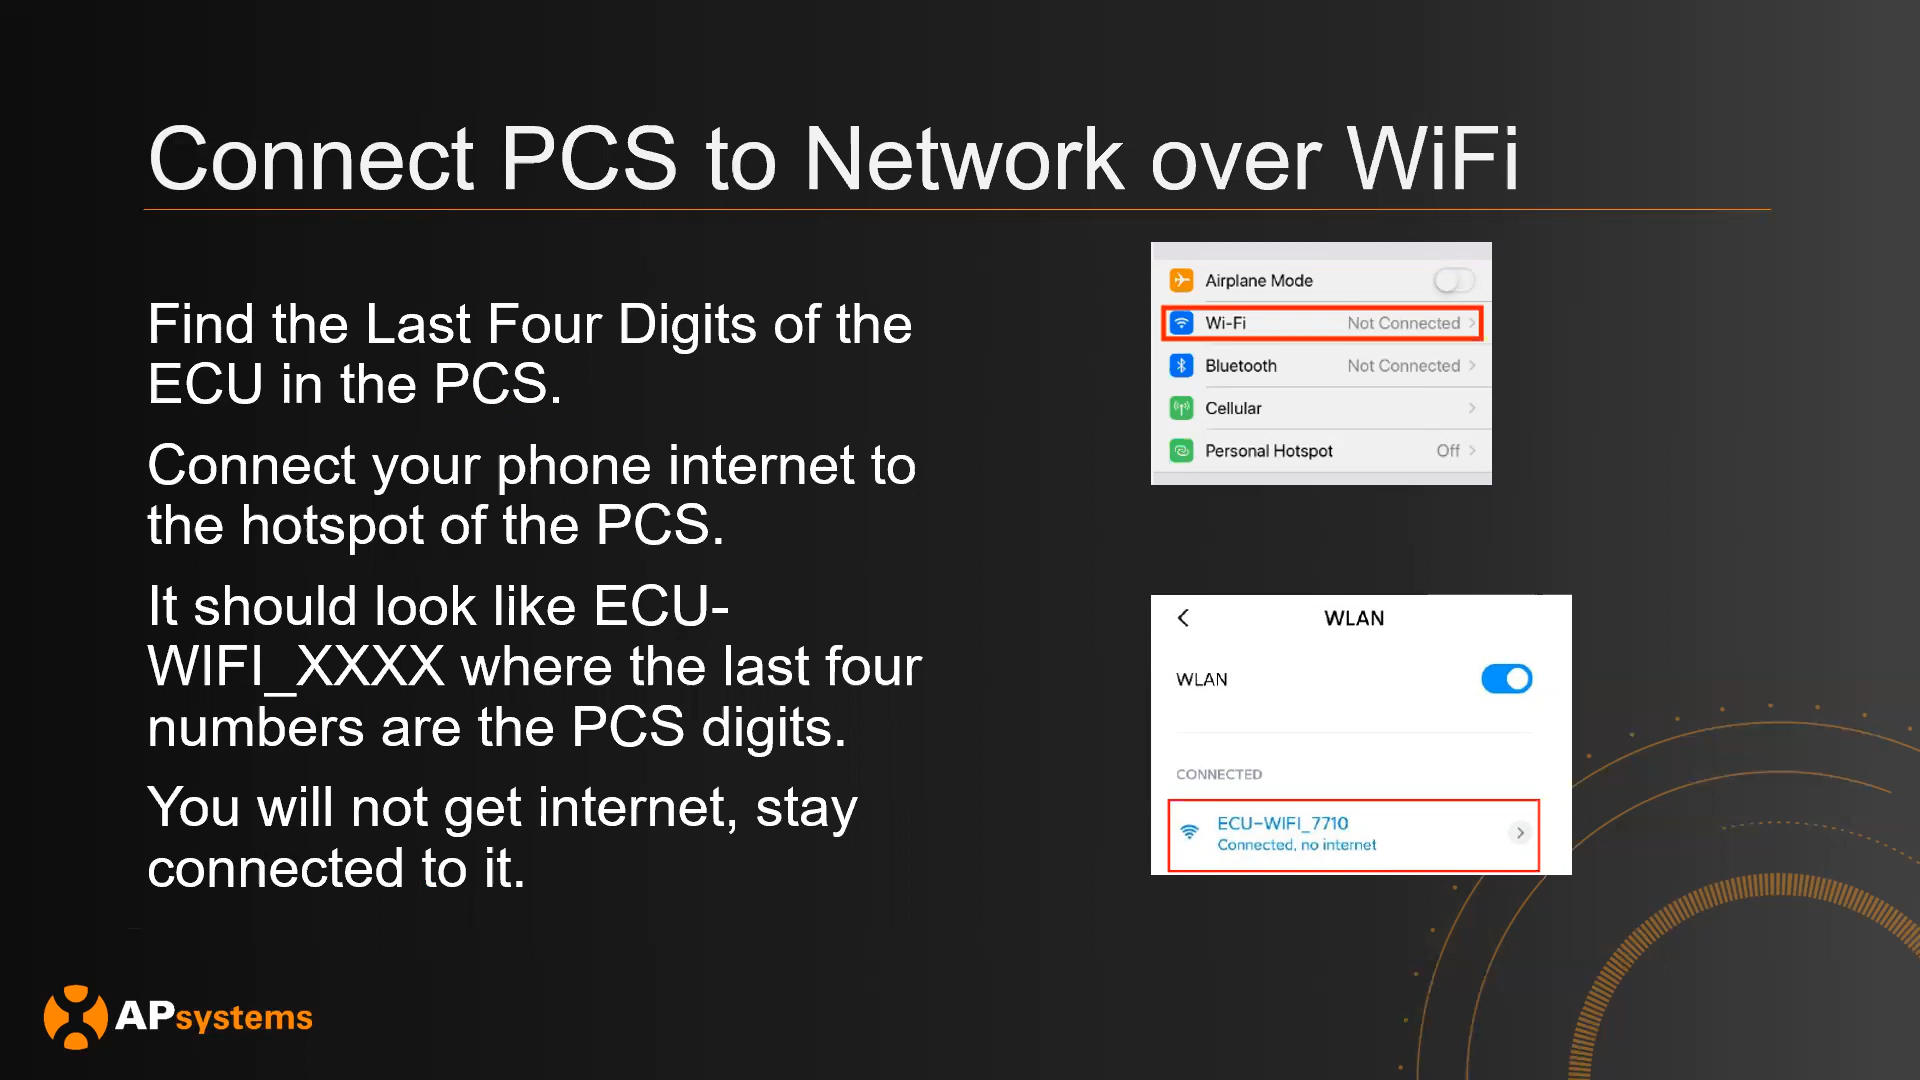 Connect PCS to Network over WiFi
Find the Last Four Digits of the
ECU in the PCS.
Connect your phone internet to
the hotspot of the PCS.
It should look like ECU-
WIFI_XXXX where the last four
numbers are the PCS digits.
You will not get internet, stay
connected to it.
Airplane Mode
Wi-Fi Not Connected
Bluetooth Not Connected
Cellular
Personal Hotspot Off
WLAN
WLAN
CONNECTED
ECU-WIFI_7710
Connected, no internet
APsystems